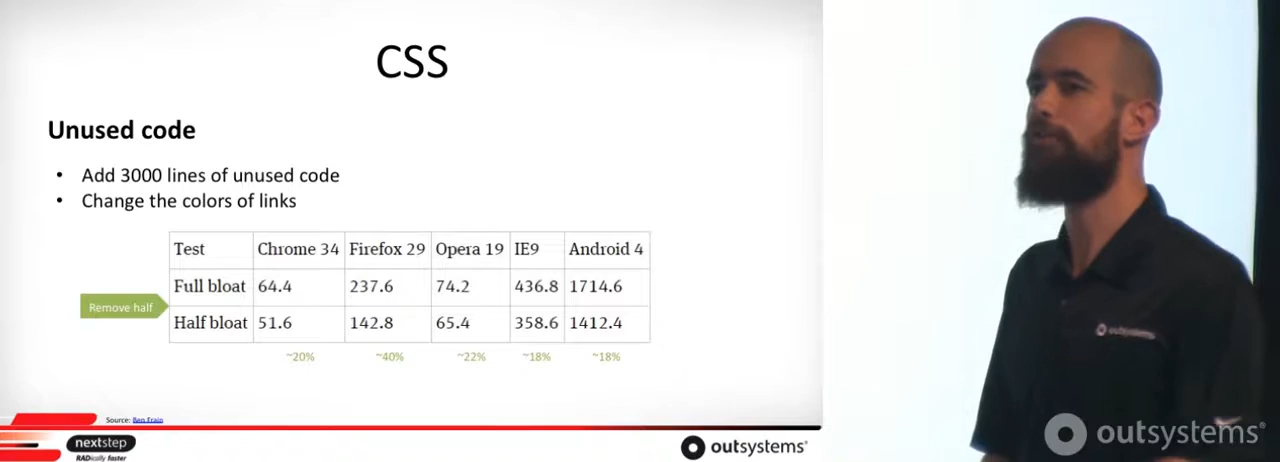 CSS
Unused code
• Add 3000 lines of unused code
• Change the colors of links
Test Chrome 34 Firefox 29 Opera 19 IE9 Android 4
Full bloat 64.4 237.6 74.2 436.8 1714.6
Remove half
Half bloat 51.6 142.8 65.4 358.6 1412.4
~20% ~40% ~22% ~18% ~18%
Source: Ben Frain
nextstep
RADically faster
outsystems
outsystems
outsystems®